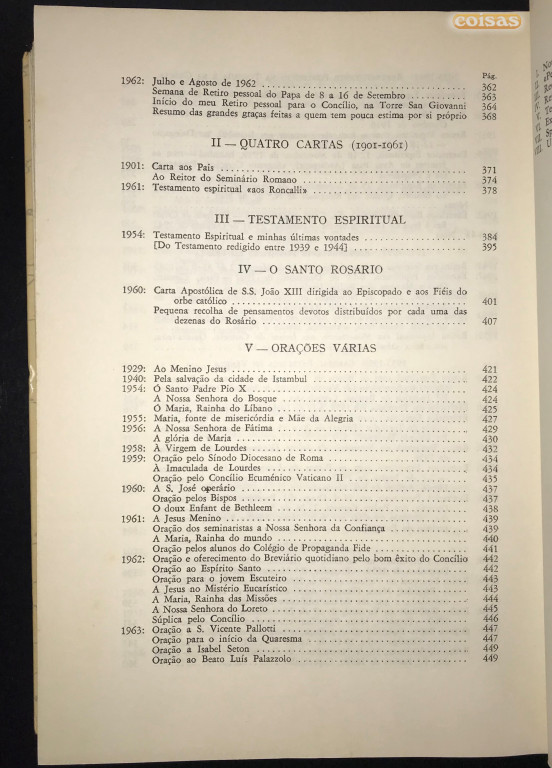 coisas
Pág.
1962: Julho e Agosto de 1962 ........ 362
Semana de Retiro pessoal do Papa de 8 a 16 de Setembro ........ 363
Início do meu Retiro pessoal para o Concílio, na Torre San Giovanni 364
Resumo das grandes graças feitas a quem tem pouca estima por si próprio 368
II — QUATRO CARTAS (1901-1961)
1901: Carta aos Pais ........ 371
Ao Reitor do Seminário Romano ........ 374
1961: Testamento espiritual «aos Roncalli» ........ 378
III — TESTAMENTO ESPIRITUAL
1954: Testamento Espiritual e minhas últimas vontades ........ 384
[Do Testamento redigido entre 1939 e 1944] ........ 395
IV — O SANTO ROSÁRIO
1960: Carta Apostólica de S.S. João XIII dirigida ao Episcopado e aos Fiéis do
orbe católico ........ 401
Pequena recolha de pensamentos devotos distribuídos por cada uma das
dezenas do Rosário ........ 407
V — ORAÇÕES VÁRIAS
1929: Ao Menino Jesus ........ 421
1940: Pela salvação da cidade de Istambul ........ 422
1954: Ó Santo Padre Pio X ........ 424
A Nossa Senhora do Bosque ........ 424
Ó Maria, Rainha do Líbano ........ 425
1955: Maria, fonte de misericórdia e Mãe da Alegria ........ 427
1956: A Nossa Senhora de Fátima ........ 429
A glória de Maria ........ 430
1958: À Virgem de Lourdes ........ 432
1959: Oração pelo Sínodo Diocesano de Roma ........ 434
À Imaculada de Lourdes ........ 434
Oração pelo Concílio Ecuménico Vaticano II ........ 435
1960: A S. José operário ........ 437
Oração pelos Bispos ........ 437
O doux Enfant de Bethleem ........ 438
1961: A Jesus Menino ........ 439
Oração dos seminaristas a Nossa Senhora da Confiança ........ 439
A Maria, Rainha do mundo ........ 440
Oração pelos alunos do Colégio de Propaganda Fide ........ 441
1962: Oração e oferecimento do Breviário quotidiano pelo bom êxito do Concílio 442
Oração ao Espírito Santo ........ 442
Oração para o jovem Escuteiro ........ 443
A Jesus no Mistério Eucarístico ........ 443
A Maria, Rainha das Missões ........ 444
A Nossa Senhora do Loreto ........ 445
Súplica pelo Concílio ........ 446
1963: Oração a S. Vicente Pallotti ........ 447
Oração para o início da Quaresma ........ 447
Oração a Isabel Seton ........ 449
Oração ao Beato Luís Palazzolo ........ 449